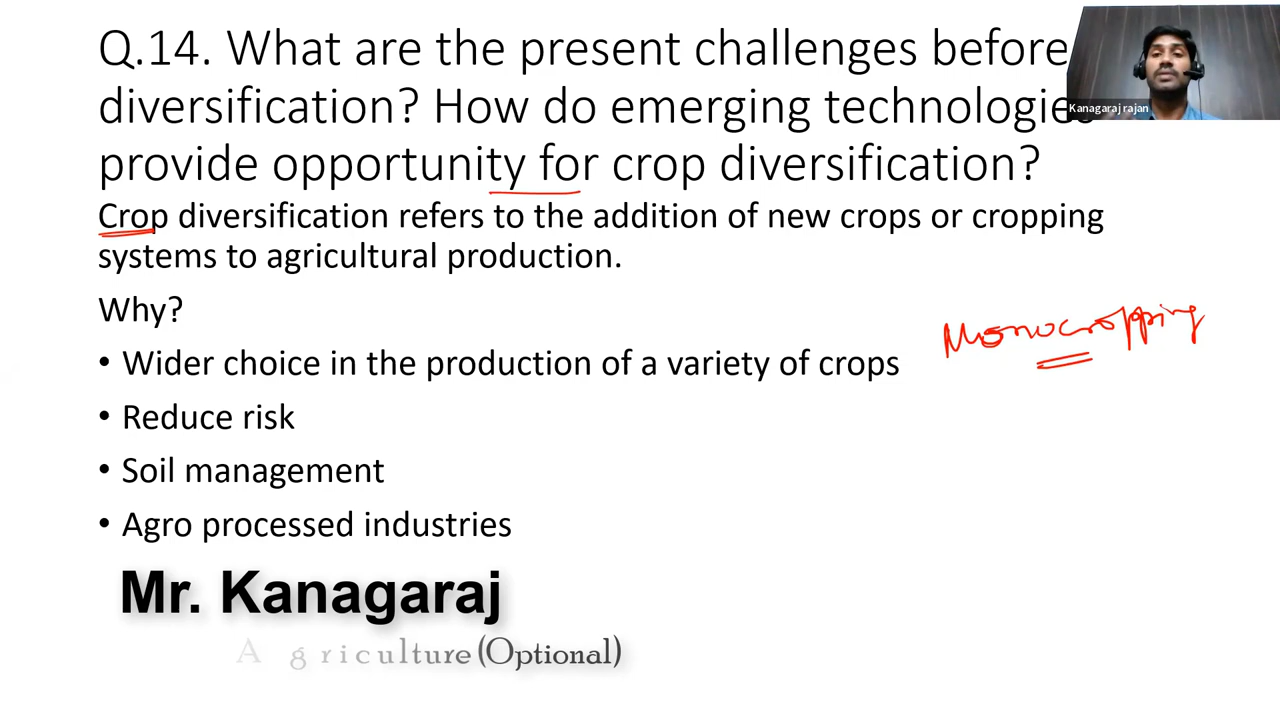 Q.14. What are the present challenges before
diversification? How do emerging technologies
provide opportunity for crop diversification?
Kanagaraj rajan
Crop diversification refers to the addition of new crops or cropping
systems to agricultural production.
Why?
Monocropping
• Wider choice in the production of a variety of crops
• Reduce risk
• Soil management
• Agro processed industries
Mr. Kanagaraj
Agriculture (Optional)